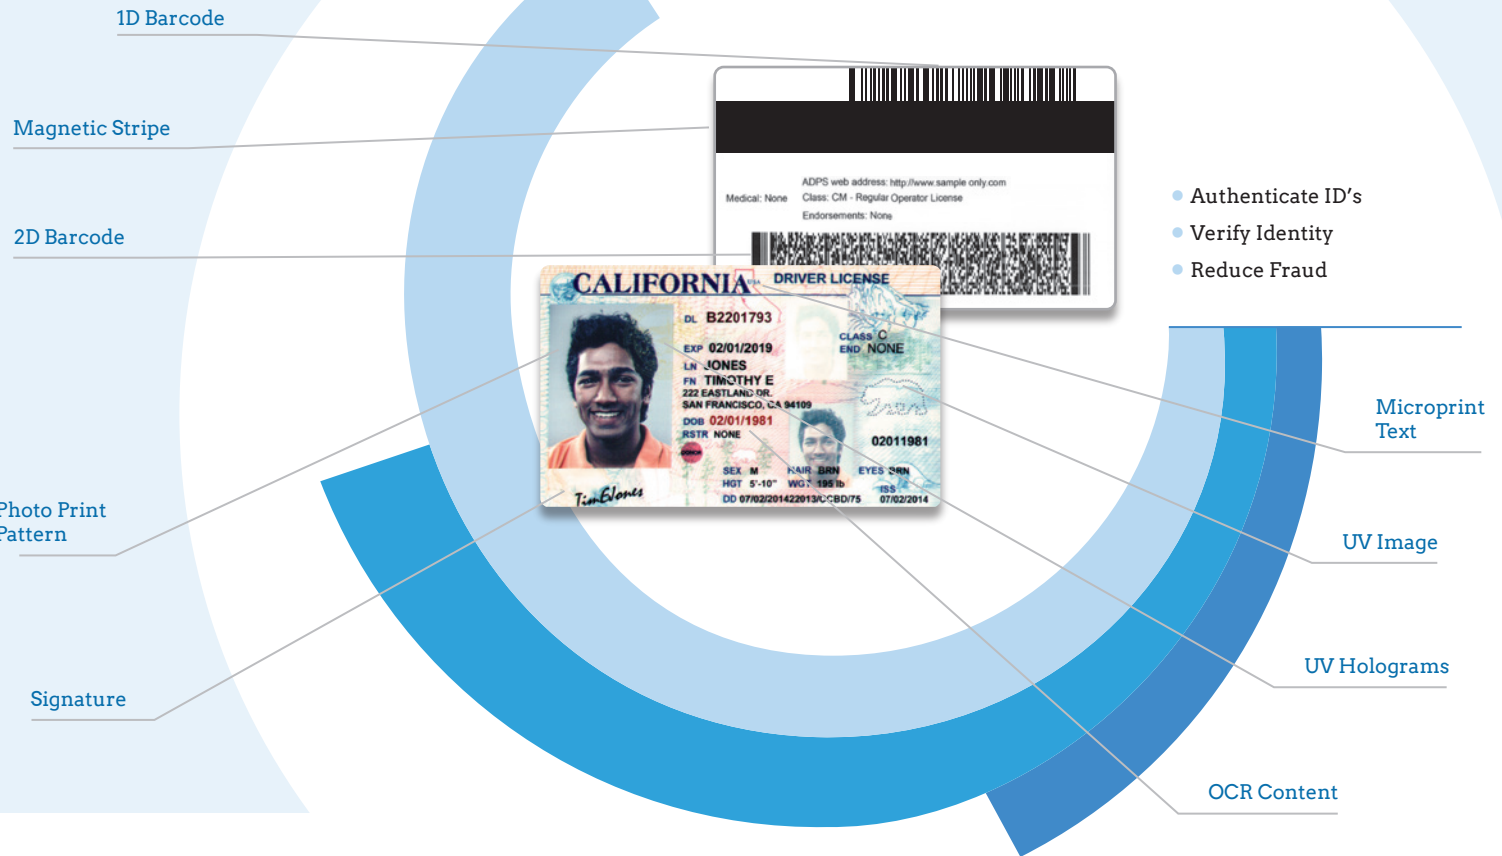 1D Barcode
Magnetic Stripe
2D Barcode
Photo Print
Pattern
Signature
ADPS web address: http://www.sample only.com
Medical: None
Class: CM - Regular Operator License
Endorsements: None
CALIFORNIA USA DRIVER LICENSE
DL B2201793
CLASS C
EXP 02/01/2019
END NONE
LN JONES
FN TIMOTHY E
222 EASTLAND DR.
SAN FRANCISCO, CA 94109
DOB 02/01/1981
RSTR NONE
DONOR
02011981
SEX M HAIR BRN EYES BRN
HGT 5'-10" WGT 195 lb ISS
DD 07/02/201422013/CCBD/75 07/02/2014
TimEJones
Authenticate ID's
Verify Identity
Reduce Fraud
Microprint
Text
UV Image
UV Holograms
OCR Content